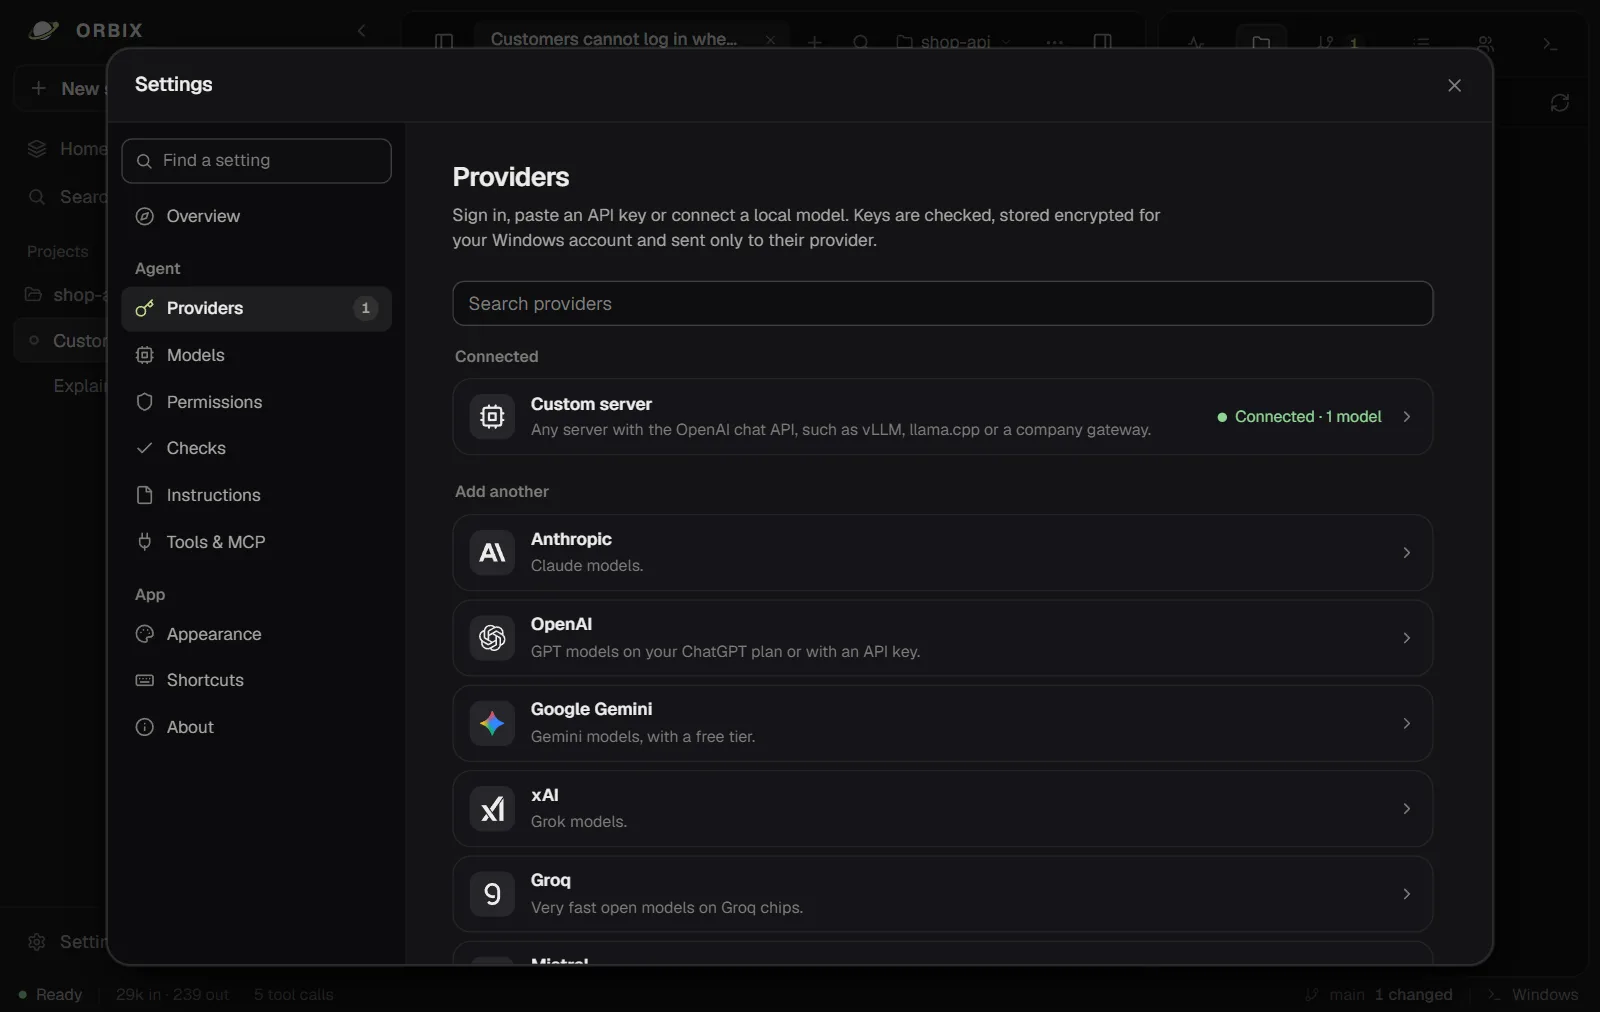 ORBIX
Customers cannot log in whe...
shop-api
1
New
Home
Projects
Settings
Find a setting
Overview
Agent
Providers
1
Models
Permissions
Checks
Instructions
Tools & MCP
App
Appearance
Shortcuts
About
Providers
Sign in, paste an API key or connect a local model. Keys are checked, stored encrypted for
your Windows account and sent only to their provider.
Search providers
Connected
Custom server
Any server with the OpenAI chat API, such as vLLM, llama.cpp or a company gateway.
Connected · 1 model
Add another
Anthropic
Claude models.
OpenAI
GPT models on your ChatGPT plan or with an API key.
Google Gemini
Gemini models, with a free tier.
xAI
Grok models.
Groq
Very fast open models on Groq chips.
Mistral
Ready
29k in · 239 out
5 tool calls
main
1 changed
Windows